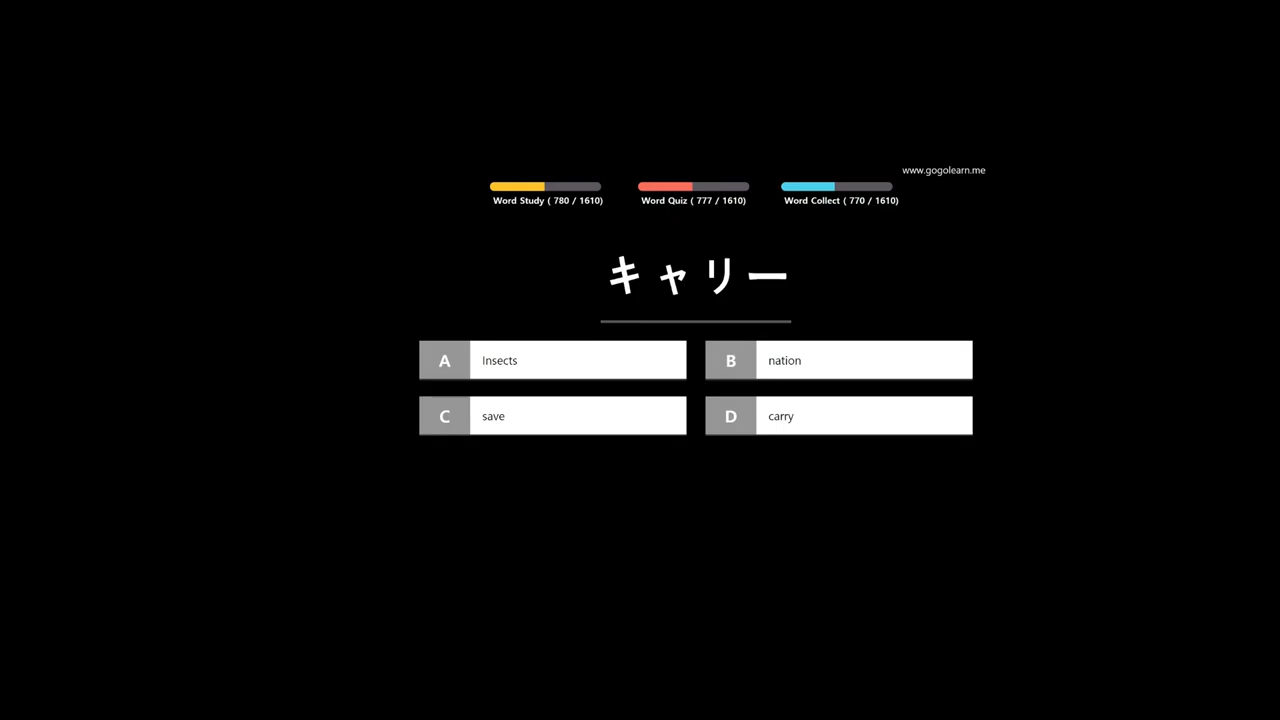 www.gogolearn.me
Word Study ( 780 / 1610)
Word Quiz ( 777 / 1610)
Word Collect ( 770 / 1610)
キャリー
A Insects
B nation
C save
D carry